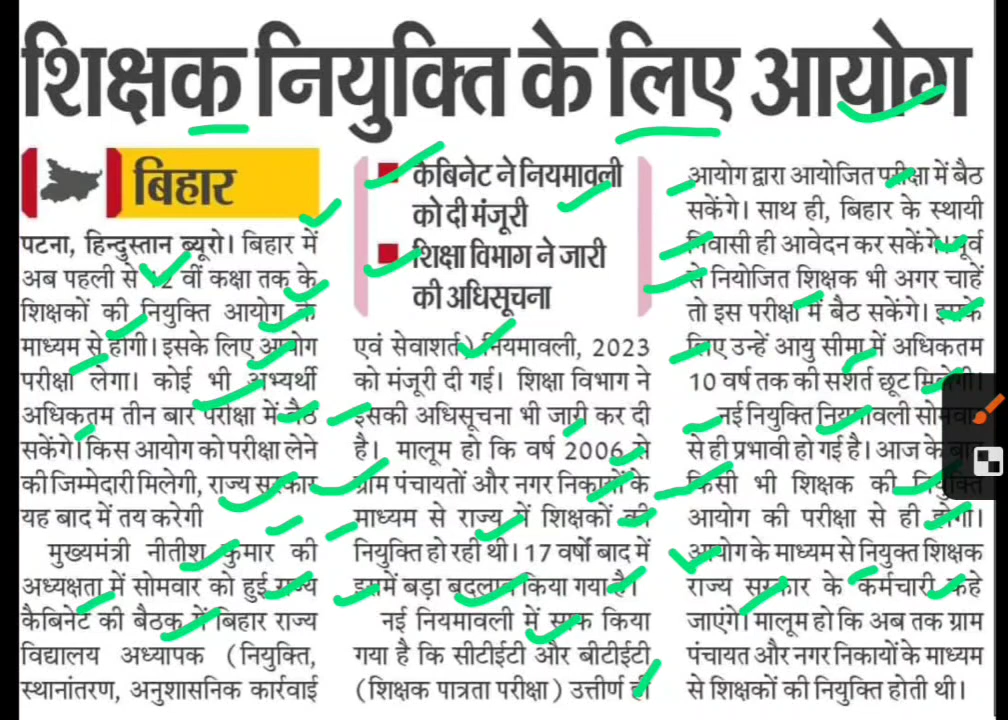 शिक्षक नियुक्ति के लिए आयोग
बिहार
पटना, हिन्दुस्तान ब्यूरो। बिहार में
अब पहली से वीं कक्षा तक के
शिक्षकों की नियुक्ति आयोग के
माध्यम से होगी। इसके लिए आयोग
परीक्षा लेगा। कोई भी अभ्यर्थी
अधिकतम तीन बार परीक्षा में बैठ
सकेंगे। किस आयोग को परीक्षा लेने
की जिम्मेदारी मिलेगी, राज्य सरकार
यह बाद में तय करेगी
मुख्यमंत्री नीतीश कुमार की
अध्यक्षता में सोमवार को हुई राज्य
कैबिनेट की बैठक में बिहार राज्य
विद्यालय अध्यापक (नियुक्ति,
स्थानांतरण, अनुशासनिक कार्रवाई
कैबिनेट ने नियमावली
को दी मंजूरी
शिक्षा विभाग ने जारी
की अधिसूचना
एवं सेवाशर्त) नियमावली, 2023
को मंजूरी दी गई। शिक्षा विभाग ने
इसकी अधिसूचना भी जारी कर दी
है। मालूम हो कि वर्ष 2006 से
ग्राम पंचायतों और नगर निकायों के
माध्यम से राज्य में शिक्षकों की
नियुक्ति हो रही थी। 17 वर्षों बाद में
इसमें बड़ा बदलाव किया गया है।
नई नियमावली में साफ किया
गया है कि सीटीईटी और बीटीईटी
(शिक्षक पात्रता परीक्षा) उत्तीर्ण ही
आयोग द्वारा आयोजित परीक्षा में बैठ
सकेंगे। साथ ही, बिहार के स्थायी
निवासी ही आवेदन कर सकेंगे। पूर्व
से नियोजित शिक्षक भी अगर चाहें
तो इस परीक्षा में बैठ सकेंगे। इसके
लिए उन्हें आयु सीमा में अधिकतम
10 वर्ष तक की सशर्त छूट मिलेगी।
नई नियुक्ति नियमावली सोमवार
से ही प्रभावी हो गई है। आज के बाद
किसी भी शिक्षक की नियुक्ति
आयोग की परीक्षा से ही होगी।
आयोग के माध्यम से नियुक्त शिक्षक
राज्य सरकार के कर्मचारी कहे
जाएंगे। मालूम हो कि अब तक ग्राम
पंचायत और नगर निकायों के माध्यम
से शिक्षकों की नियुक्ति होती थी।